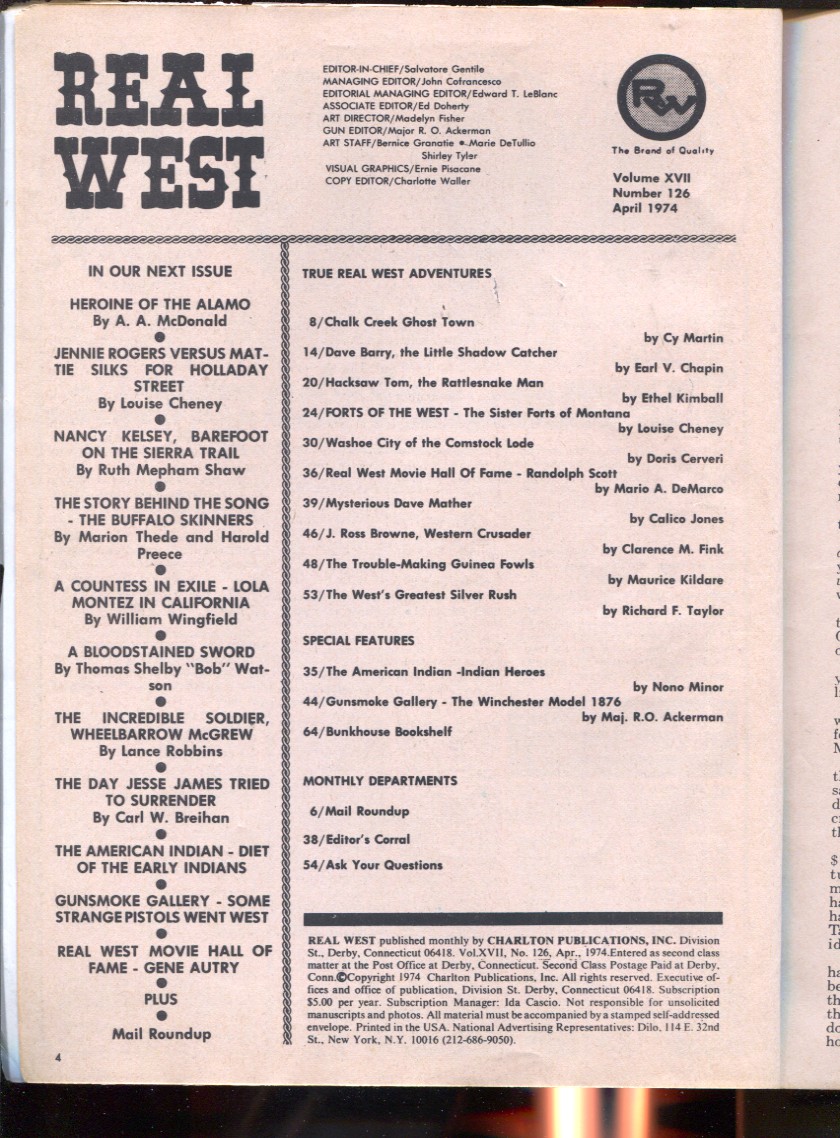 REAL
WEST
EDITOR-IN-CHIEF/Salvatore Gentile
MANAGING EDITOR/John Cofrancesco
EDITORIAL MANAGING EDITOR/Edward T. LeBlanc
ASSOCIATE EDITOR/Ed Doherty
ART DIRECTOR/Madelyn Fisher
GUN EDITOR/Major R. O. Ackerman
ART STAFF/Bernice Granatie • Marie DeTullio
Shirley Tyler
VISUAL GRAPHICS/Ernie Pisacane
COPY EDITOR/Charlotte Waller
RW
The Brand of Quality
Volume XVII
Number 126
April 1974
IN OUR NEXT ISSUE
HEROINE OF THE ALAMO
By A. A. McDonald
●
JENNIE ROGERS VERSUS MAT-
TIE SILKS FOR HOLLADAY
STREET
By Louise Cheney
●
NANCY KELSEY, BAREFOOT
ON THE SIERRA TRAIL
By Ruth Mepham Shaw
●
THE STORY BEHIND THE SONG
- THE BUFFALO SKINNERS
By Marion Thede and Harold
Preece
●
A COUNTESS IN EXILE - LOLA
MONTEZ IN CALIFORNIA
By William Wingfield
●
A BLOODSTAINED SWORD
By Thomas Shelby "Bob" Wat-
son
●
THE INCREDIBLE SOLDIER,
WHEELBARROW McGREW
By Lance Robbins
●
THE DAY JESSE JAMES TRIED
TO SURRENDER
By Carl W. Breihan
●
THE AMERICAN INDIAN - DIET
OF THE EARLY INDIANS
●
GUNSMOKE GALLERY - SOME
STRANGE PISTOLS WENT WEST
●
REAL WEST MOVIE HALL OF
FAME - GENE AUTRY
●
PLUS
●
Mail Roundup
4
TRUE REAL WEST ADVENTURES
8/Chalk Creek Ghost Town
by Cy Martin
14/Dave Barry, the Little Shadow Catcher
by Earl V. Chapin
20/Hacksaw Tom, the Rattlesnake Man
by Ethel Kimball
24/FORTS OF THE WEST - The Sister Forts of Montana
by Louise Cheney
30/Washoe City of the Comstock Lode
by Doris Cerveri
36/Real West Movie Hall Of Fame - Randolph Scott
by Mario A. DeMarco
39/Mysterious Dave Mather
by Calico Jones
46/J. Ross Browne, Western Crusader
by Clarence M. Fink
48/The Trouble-Making Guinea Fowls
by Maurice Kildare
53/The West's Greatest Silver Rush
by Richard F. Taylor
SPECIAL FEATURES
35/The American Indian -Indian Heroes
by Nono Minor
44/Gunsmoke Gallery - The Winchester Model 1876
by Maj. R.O. Ackerman
64/Bunkhouse Bookshelf
MONTHLY DEPARTMENTS
6/Mail Roundup
38/Editor's Corral
54/Ask Your Questions
REAL WEST published monthly by CHARLTON PUBLICATIONS, INC. Division
St., Derby, Connecticut 06418. Vol.XVII, No. 126, Apr., 1974.Entered as second class
matter at the Post Office at Derby, Connecticut. Second Class Postage Paid at Derby,
Conn.©Copyright 1974 Charlton Publications, Inc. All rights reserved. Executive of-
fices and office of publication, Division St. Derby, Connecticut 06418. Subscription
$5.00 per year. Subscription Manager: Ida Cascio. Not responsible for unsolicited
manuscripts and photos. All material must be accompanied by a stamped self-addressed
envelope. Printed in the USA. National Advertising Representatives: Dilo, 114 E. 32nd
St., New York, N.Y. 10016 (212-686-9050).